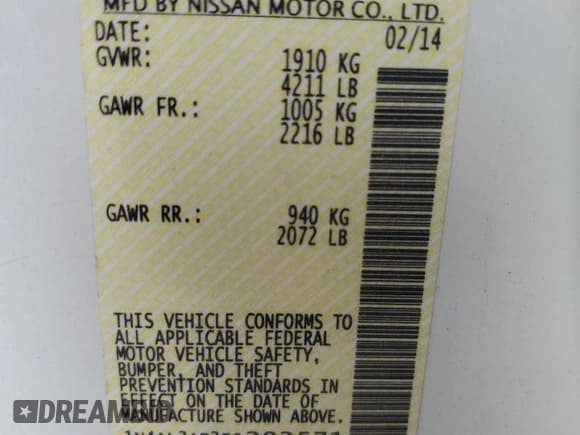 MFD BY NISSAN MOTOR CO., LTD.
DATE: 02/14
GVWR: 1910 KG
4211 LB
GAWR FR.: 1005 KG
2216 LB
GAWR RR.: 940 KG
2072 LB
THIS VEHICLE CONFORMS TO
ALL APPLICABLE FEDERAL
MOTOR VEHICLE SAFETY,
BUMPER, AND THEFT
PREVENTION STANDARDS IN
EFFECT ON THE DATE OF
MANUFACTURE SHOWN ABOVE.